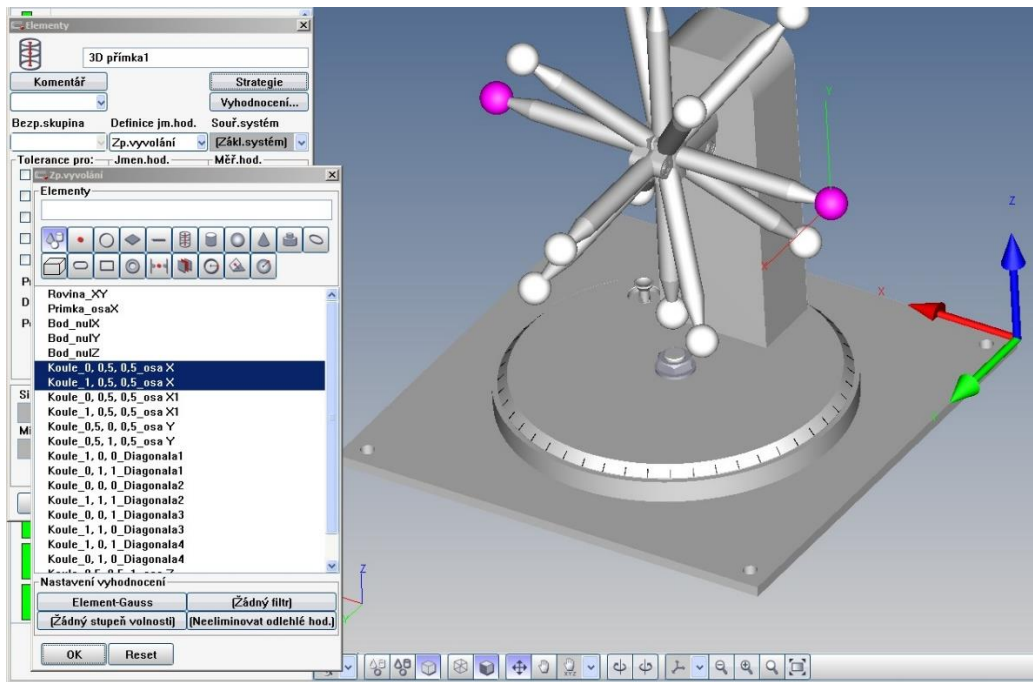 Elementy
3D přímka1
Komentář Strategie
Vyhodnocení...
Bezp.skupina Definice jm.hod. Souř.systém
Zp.vyvolání (Zákl.systém)
Tolerance pro: Jmen.hod. Měř.hod.
Zp.vyvolání
Elementy
Rovina_XY
Primka_osaX
Bod_nulX
Bod_nulY
Bod_nulZ
Koule_0, 0,5, 0,5_osa X
Koule_1, 0,5, 0,5_osa X
Koule_0, 0,5, 0,5_osa X1
Koule_1, 0,5, 0,5_osa X1
Koule_0,5, 0, 0,5_osa Y
Koule_0,5, 1, 0,5_osa Y
Koule_1, 0, 0_Diagonala1
Koule_0, 1, 1_Diagonala1
Koule_0, 0, 0_Diagonala2
Koule_1, 1, 1_Diagonala2
Koule_0, 0, 1_Diagonala3
Koule_1, 1, 0_Diagonala3
Koule_1, 0, 1_Diagonala4
Koule_0, 1, 0_Diagonala4
Nastavení vyhodnocení
Element-Gauss (Žádný filtr)
(Žádný stupeň volnosti) (Neeliminovat odlehlé hod.)
OK Reset
Y
X
Z
X
Z
Y